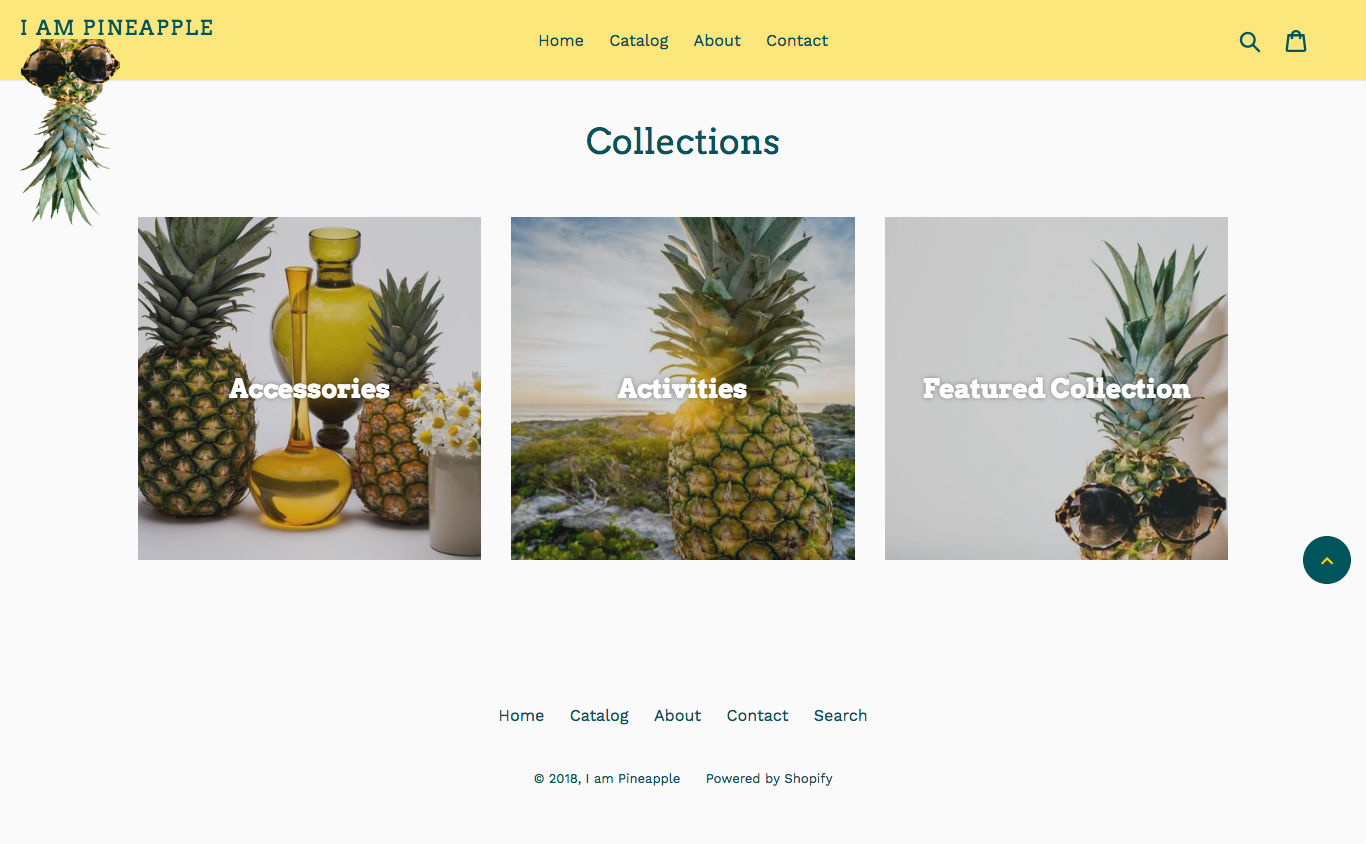 I AM PINEAPPLE
Home Catalog About Contact
Collections
Accessories
Activities
Featured Collection
Home Catalog About Contact Search
© 2018, I am Pineapple Powered by Shopify